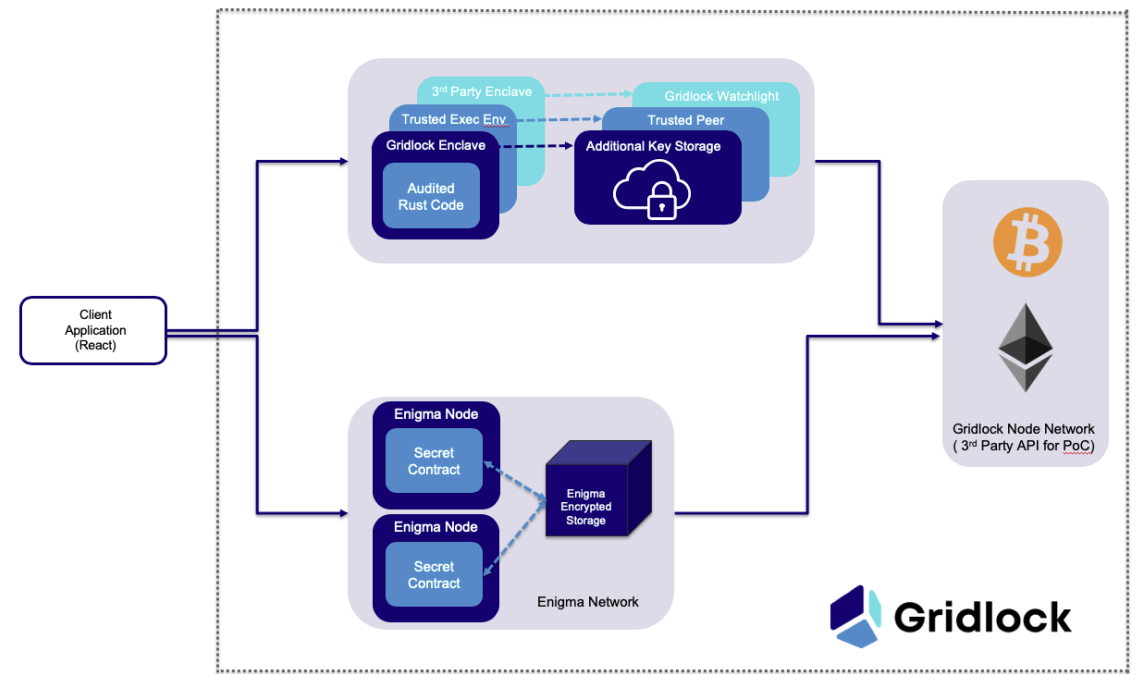 3rd Party Enclave
Gridlock Watchlight
Trusted Exec Env
Trusted Peer
Gridlock Enclave
Additional Key Storage
Audited
Rust Code
Client
Application
(React)
Gridlock Node Network
( 3rd Party API for PoC)
Enigma Node
Secret
Contract
Enigma
Encrypted
Storage
Enigma Node
Secret
Contract
Enigma Network
Gridlock